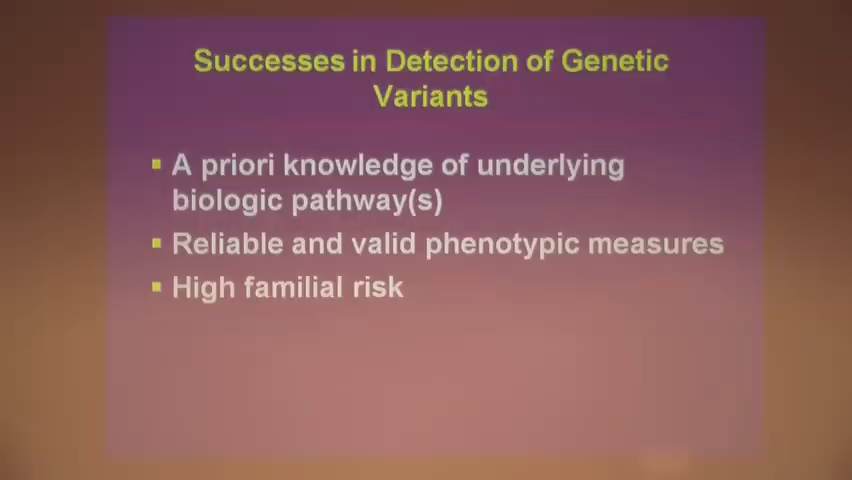 Successes in Detection of Genetic
Variants
▪ A priori knowledge of underlying
biologic pathway(s)
▪ Reliable and valid phenotypic measures
▪ High familial risk